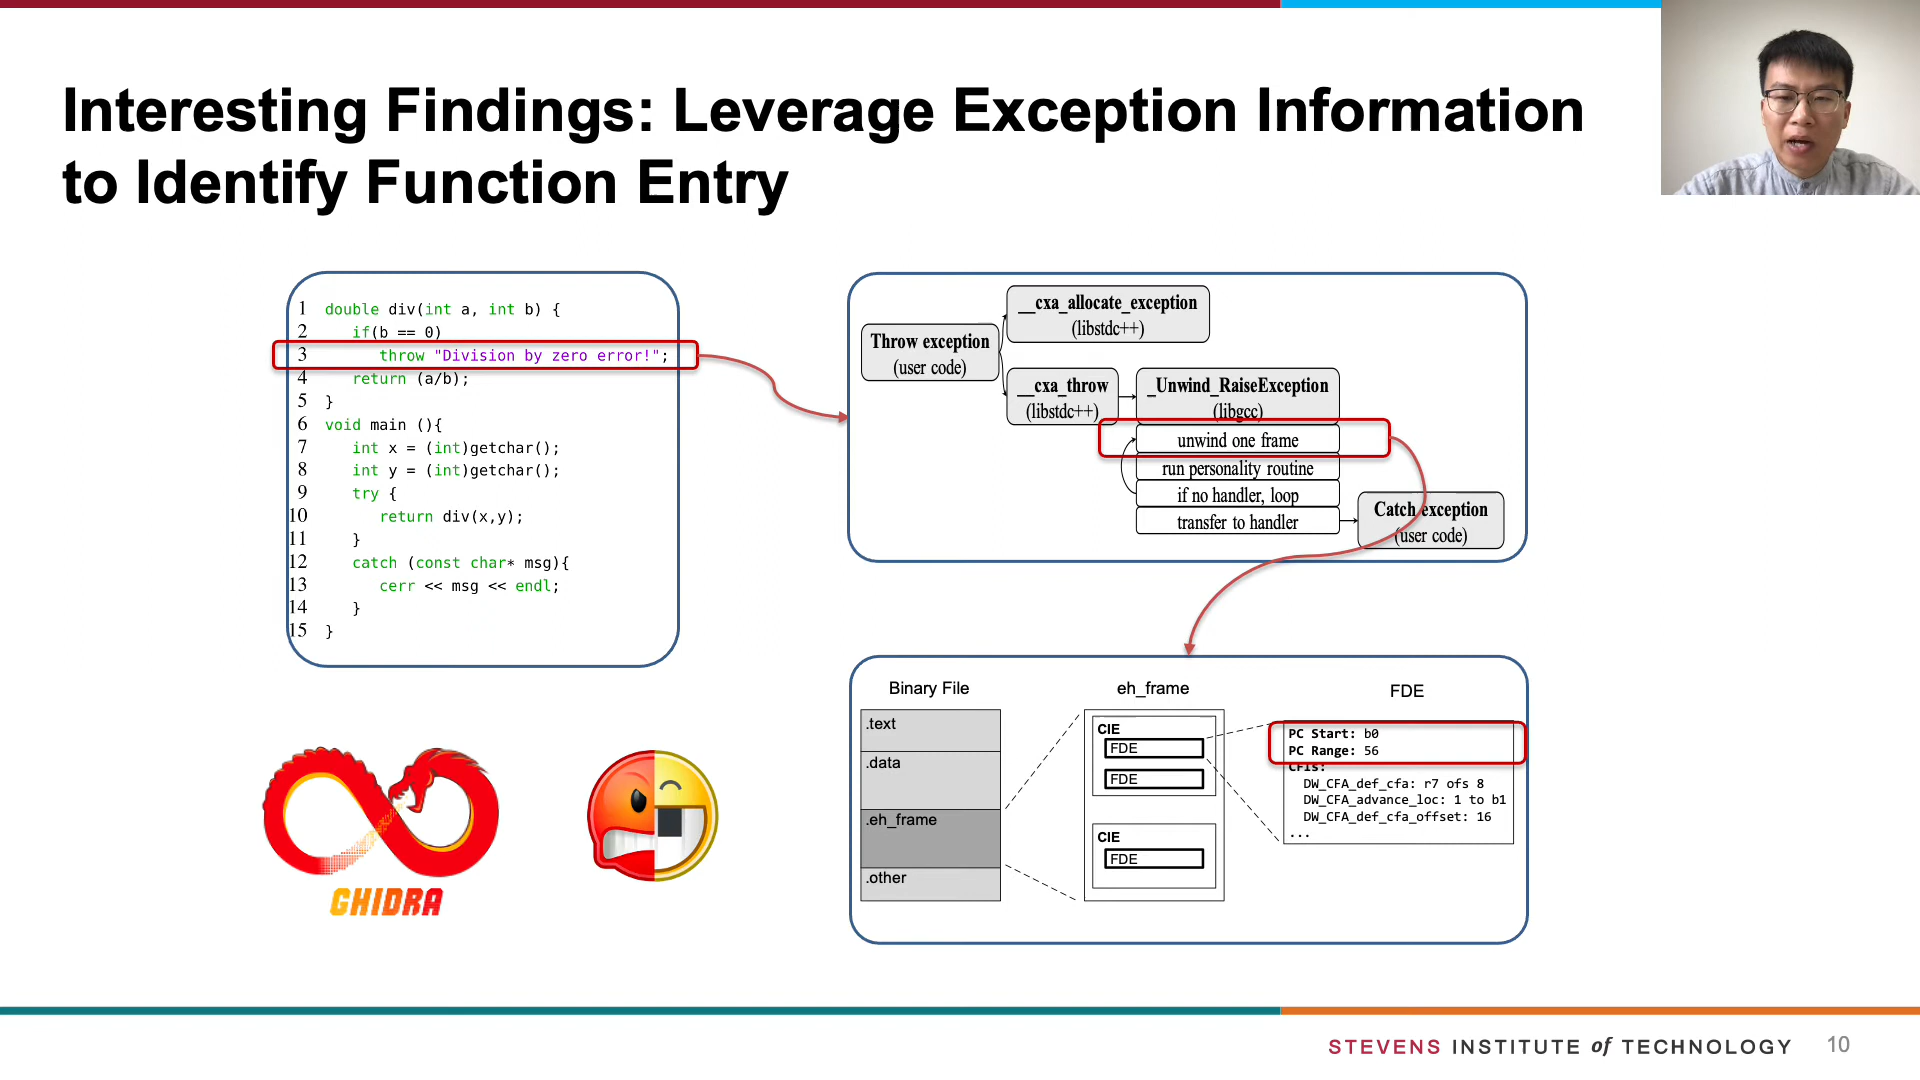 Interesting Findings: Leverage Exception Information
to Identify Function Entry
1 double div(int a, int b) {
2 if(b == 0)
3 throw "Division by zero error!";
4 return (a/b);
5 }
6 void main (){
7 int x = (int)getchar();
8 int y = (int)getchar();
9 try {
10 return div(x,y);
11 }
12 catch (const char* msg){
13 cerr << msg << endl;
14 }
15 }
Throw exception
(user code)
__cxa_allocate_exception
(libstdc++)
__cxa_throw
(libstdc++)
_Unwind_RaiseException
(libgcc)
unwind one frame
run personality routine
if no handler, loop
transfer to handler
Catch exception
(user code)
GHIDRA
Binary File
.text
.data
.eh_frame
.other
eh_frame
CIE
FDE
FDE
CIE
FDE
FDE
PC Start: b0
PC Range: 56
CFIs:
DW_CFA_def_cfa: r7 ofs 8
DW_CFA_advance_loc: 1 to b1
DW_CFA_def_cfa_offset: 16
...
STEVENS INSTITUTE of TECHNOLOGY 10